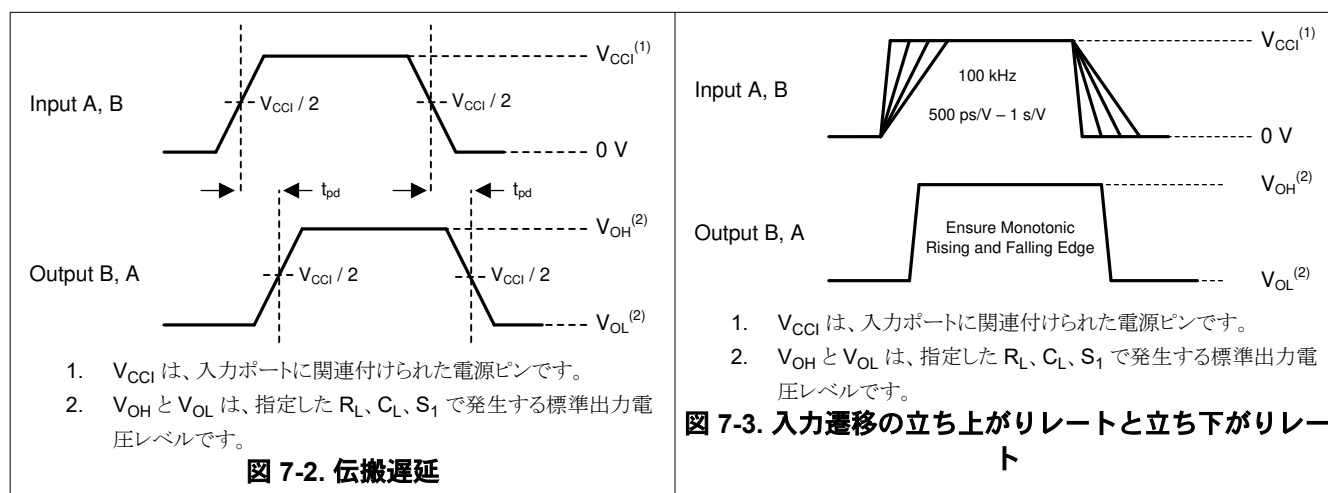 Input A, B
V_CCI / 2
V_CCI / 2
V_CCI(1)
0 V
t_pd
t_pd
Output B, A
V_CCI / 2
V_CCI / 2
V_OH(2)
V_OL(2)
1. V_CCI は、入力ポートに関連付けられた電源ピンです。
2. V_OH と V_OL は、指定した R_L、C_L、S_1 で発生する標準出力電
圧レベルです。
図 7-2. 伝搬遅延
Input A, B
100 kHz
500 ps/V – 1 s/V
V_CCI(1)
0 V
Output B, A
Ensure Monotonic
Rising and Falling Edge
V_OH(2)
V_OL(2)
1. V_CCI は、入力ポートに関連付けられた電源ピンです。
2. V_OH と V_OL は、指定した R_L、C_L、S_1 で発生する標準出力電
圧レベルです。
図 7-3. 入力遷移の立ち上がりレートと立ち下がりレー
ト